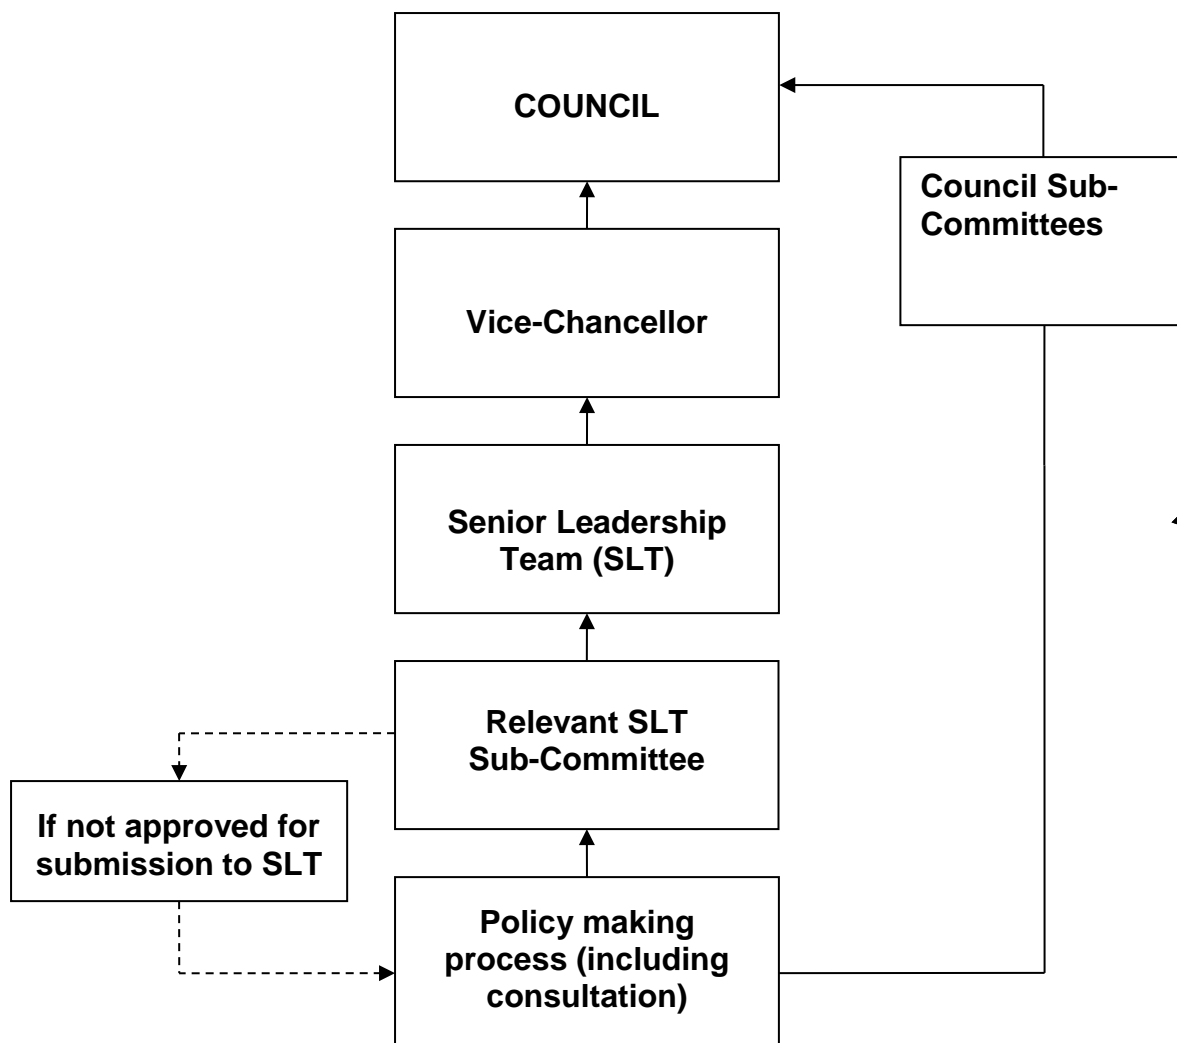 COUNCIL
Council Sub-
Committees
Vice-Chancellor
Senior Leadership
Team (SLT)
Relevant SLT
Sub-Committee
If not approved for
submission to SLT
Policy making
process (including
consultation)